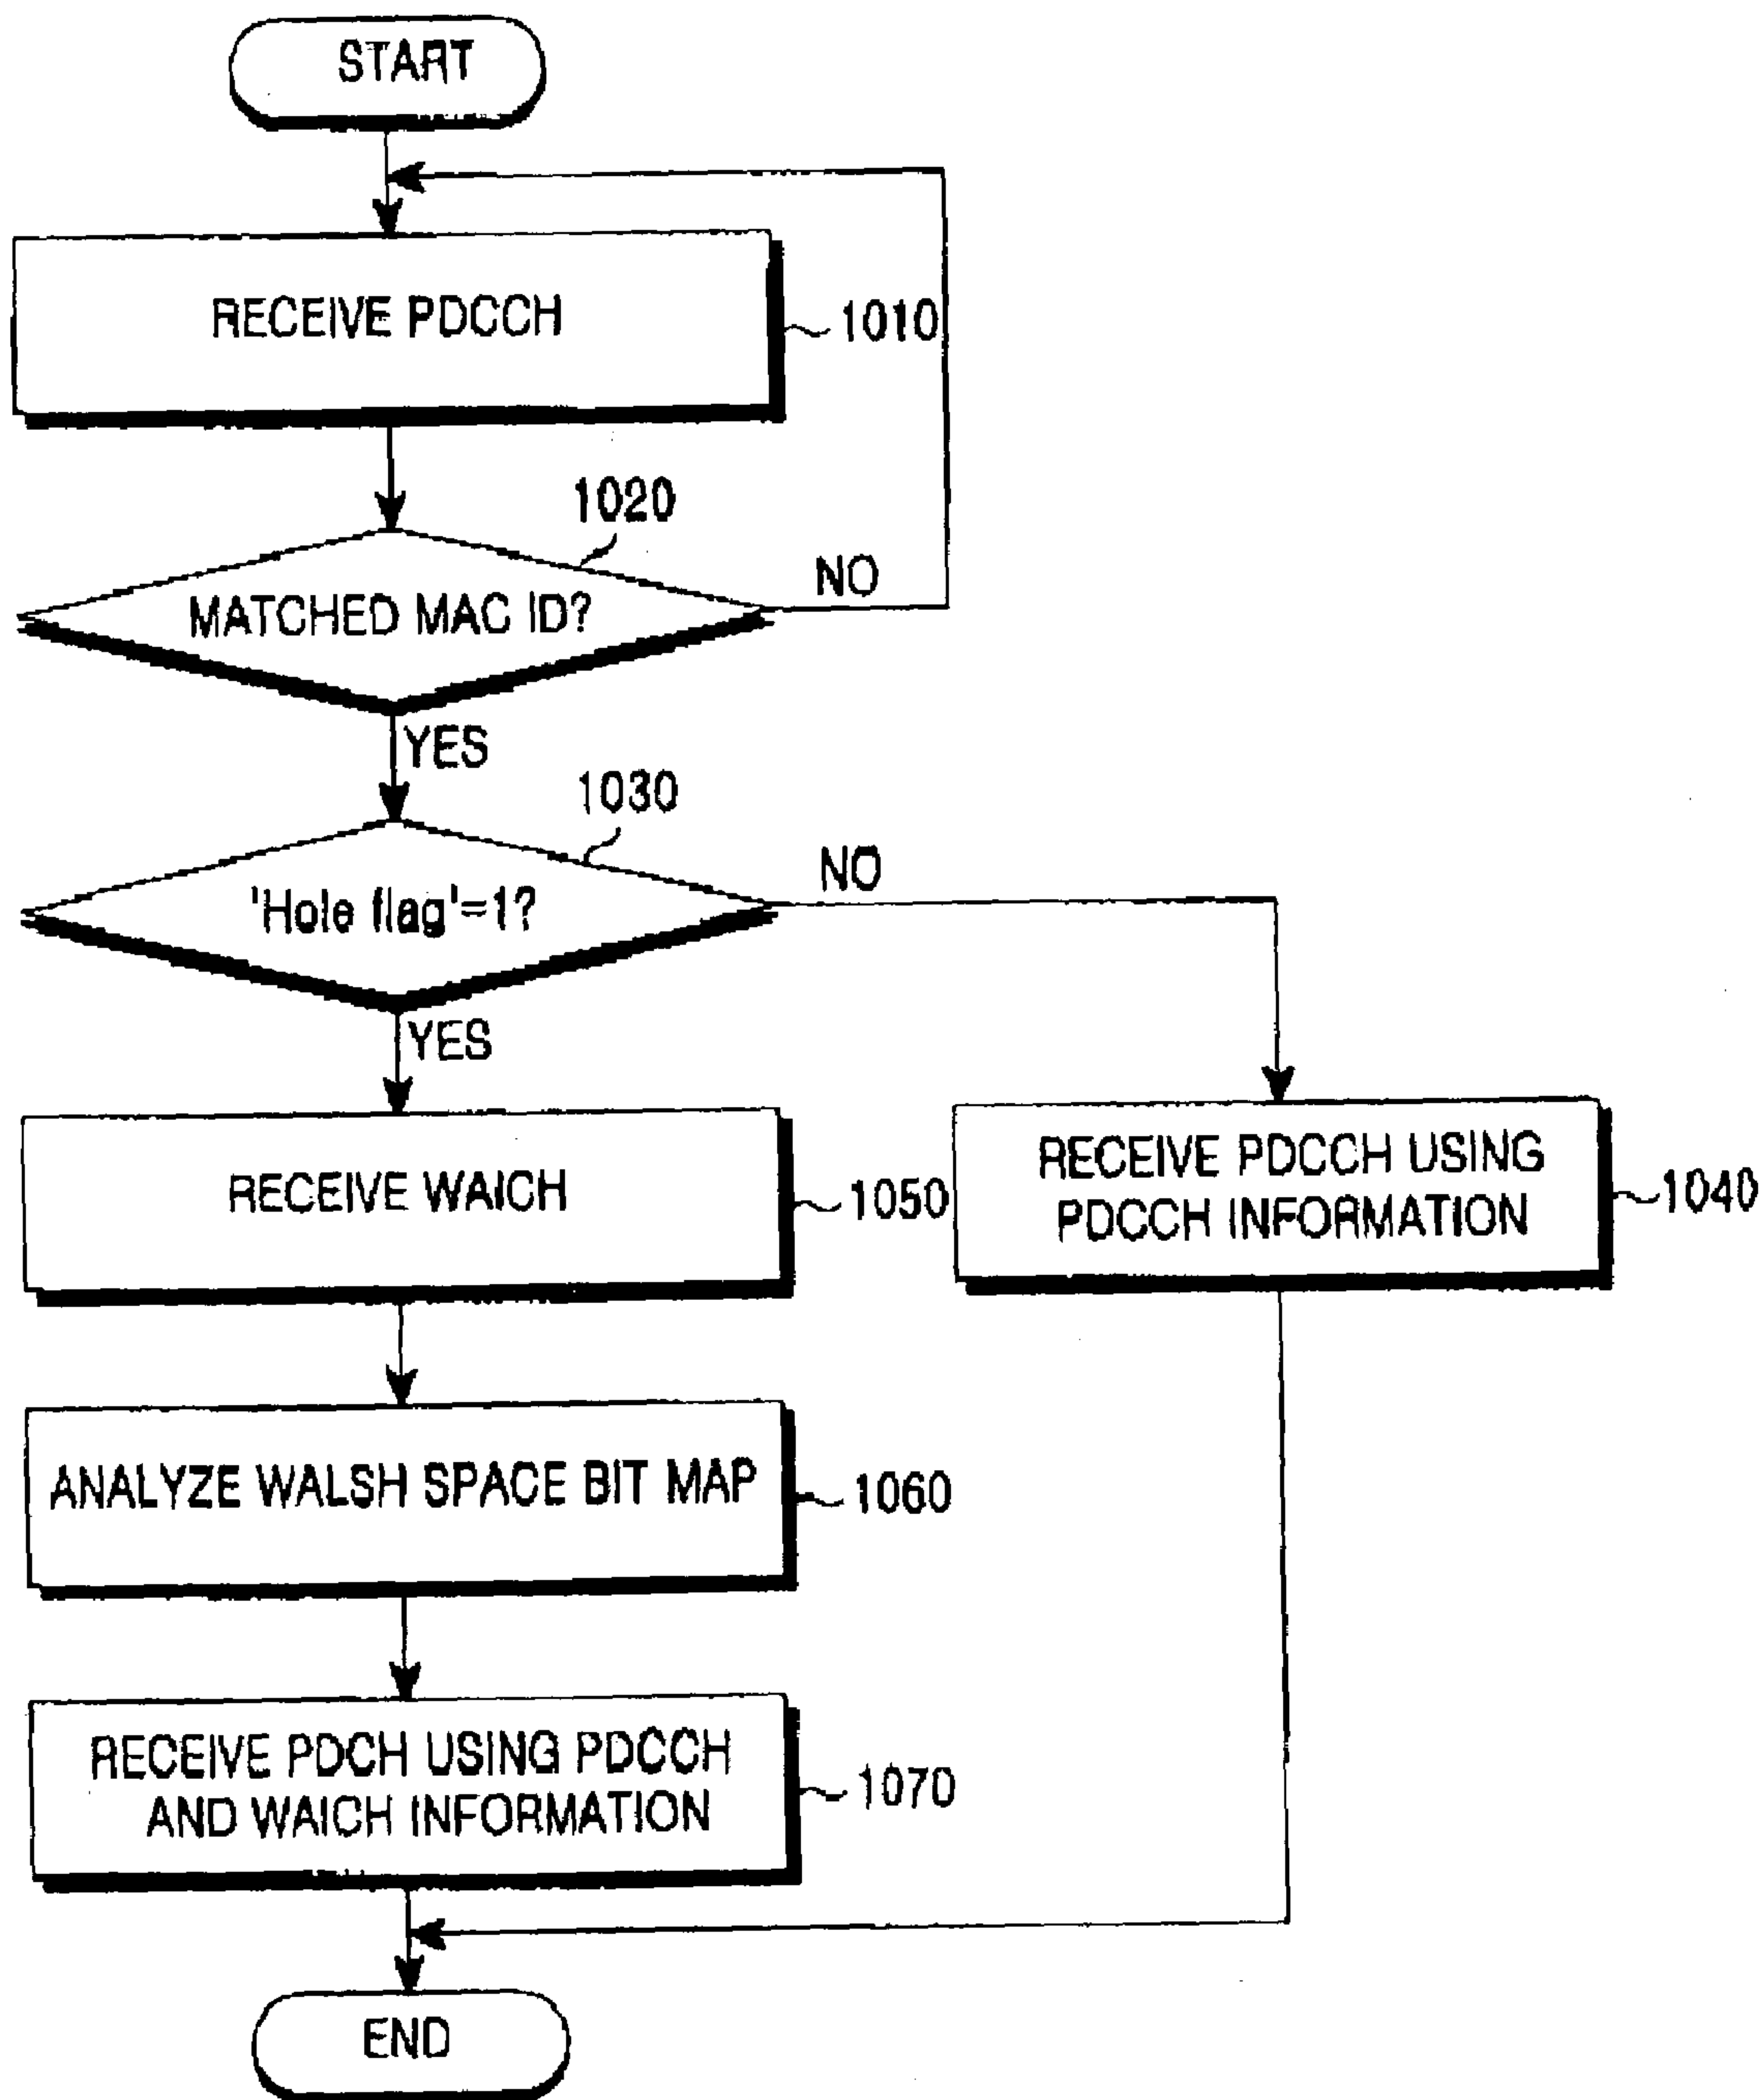 START
RECEIVE PDCCH
1010
1020
MATCHED MAC ID?
NO
YES
1030
'Hole flag'=1?
NO
YES
RECEIVE WAICH
1050
RECEIVE PDCCH USING
PDCCH INFORMATION
1040
ANALYZE WALSH SPACE BIT MAP
1060
RECEIVE PDCH USING PDCCH
AND WAICH INFORMATION
1070
END